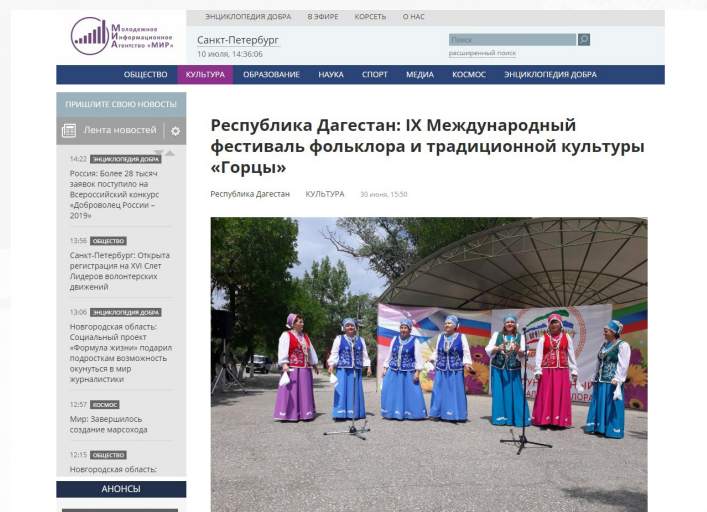 ЭНЦИКЛОПЕДИЯ ДОБРА В ЭФИРЕ КОРСЕТЬ О НАС
Молодежное
Информационное
Агентство «МИР»
Санкт-Петербург
10 июля, 14:36:06
Поиск
расширенный поиск
ОБЩЕСТВО КУЛЬТУРА ОБРАЗОВАНИЕ НАУКА СПОРТ МЕДИА КОСМОС ЭНЦИКЛОПЕДИЯ ДОБРА
ПРИШЛИТЕ СВОЮ НОВОСТЬ!
Лента новостей
14:22 ЭНЦИКЛОПЕДИЯ ДОБРА
Россия: Более 28 тысяч
заявок поступило на
Всероссийский конкурс
«Доброволец России –
2019»
13:56 ОБЩЕСТВО
Санкт-Петербург: Открыта
регистрация на XVI Слет
Лидеров волонтерских
движений
13:06 ЭНЦИКЛОПЕДИЯ ДОБРА
Новгородская область:
Социальный проект
«Формула жизни» подарил
подросткам возможность
окунуться в мир
журналистики
12:57 КОСМОС
Мир: Завершилось
создание марсохода
12:15 ОБЩЕСТВО
Новгородская область:
АНОНСЫ
Республика Дагестан: IX Международный
фестиваль фольклора и традиционной культуры
«Горцы»
Республика Дагестан КУЛЬТУРА 30 июня, 15:50